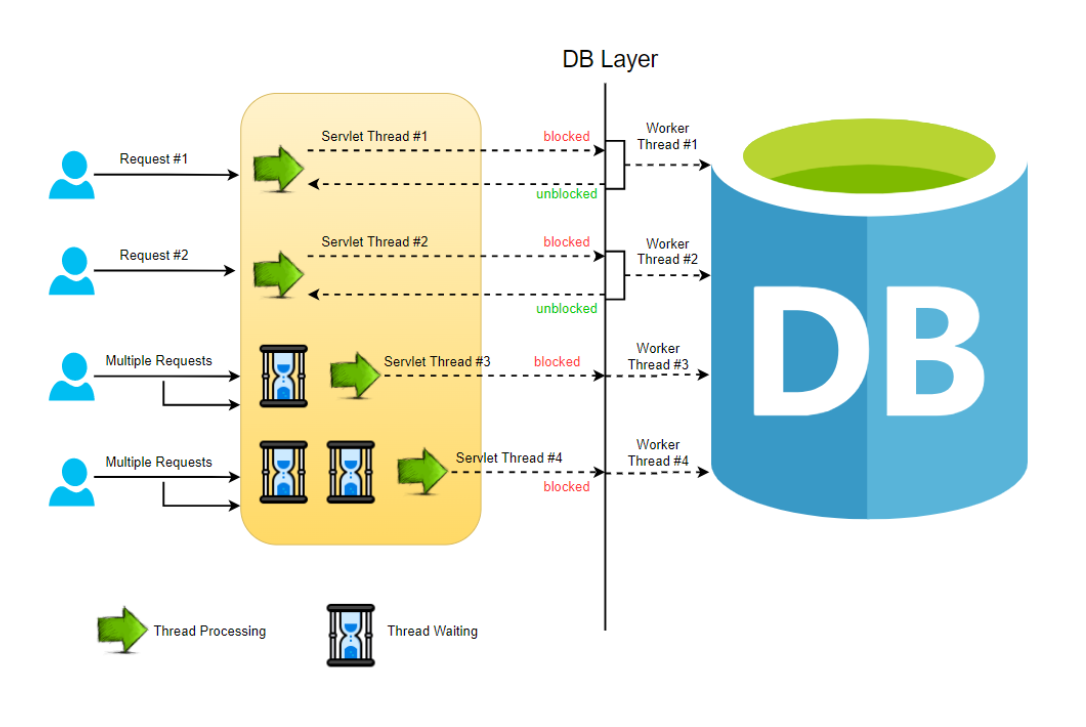 DB Layer
Servlet Thread #1
blocked
Worker
Thread #1
Request #1
unblocked
Servlet Thread #2
blocked
Worker
Thread #2
Request #2
unblocked
DB
Multiple Requests
Servlet Thread #3
blocked
Worker
Thread #3
Multiple Requests
Servlet Thread #4
blocked
Worker
Thread #4
Thread Processing
Thread Waiting